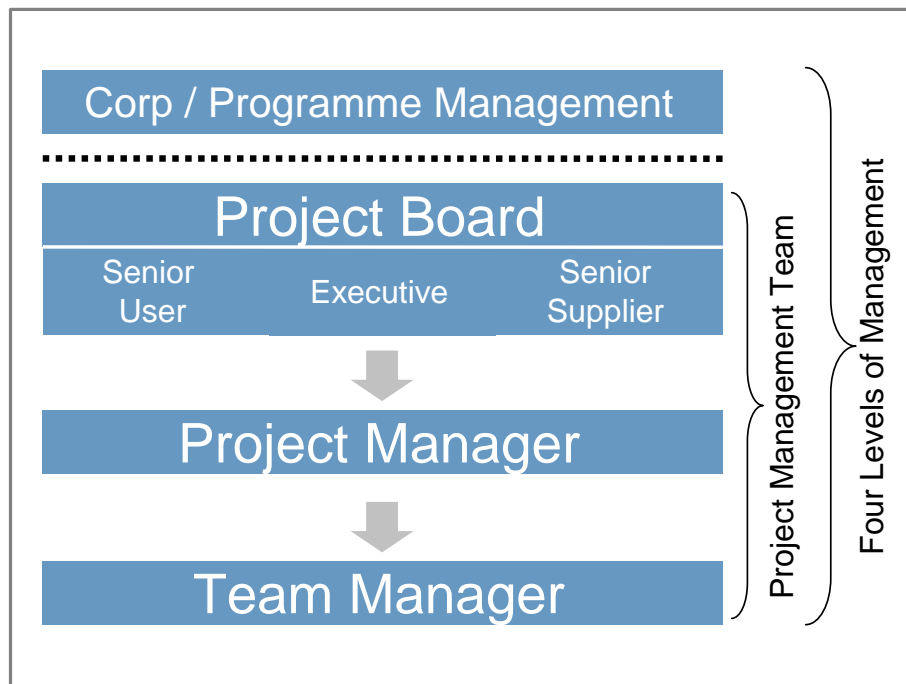 Corp / Programme Management
Project Board
Senior
User
Executive
Senior
Supplier
Project Manager
Team Manager
Project Management Team
Four Levels of Management